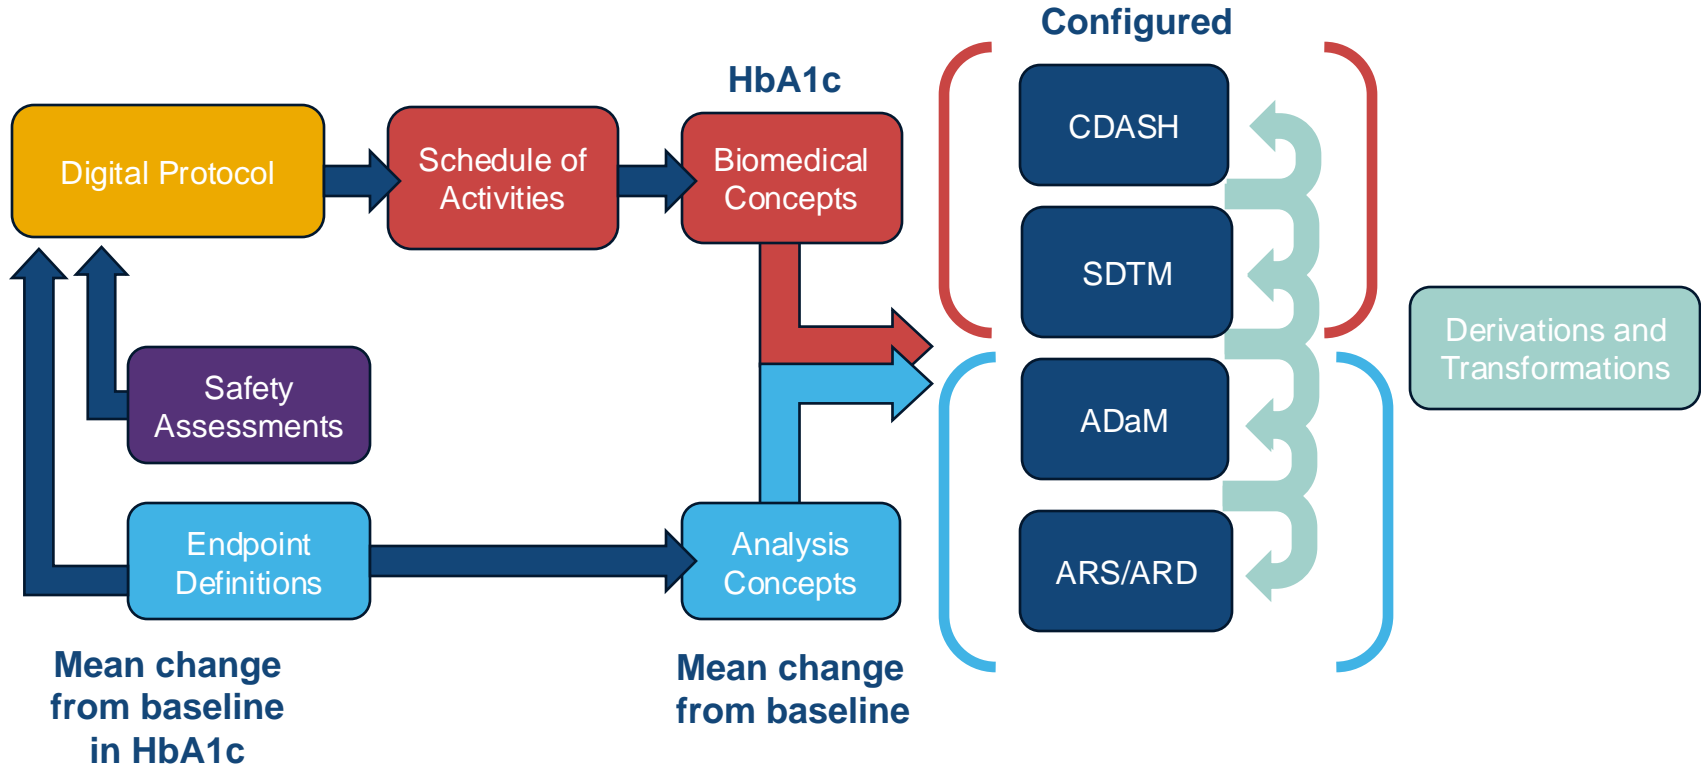 Configured
HbA1c
Digital Protocol
Schedule of
Activities
Biomedical
Concepts
CDASH
SDTM
Derivations and
Transformations
Safety
Assessments
ADaM
Endpoint
Definitions
Analysis
Concepts
ARS/ARD
Mean change
from baseline
in HbA1c
Mean change
from baseline